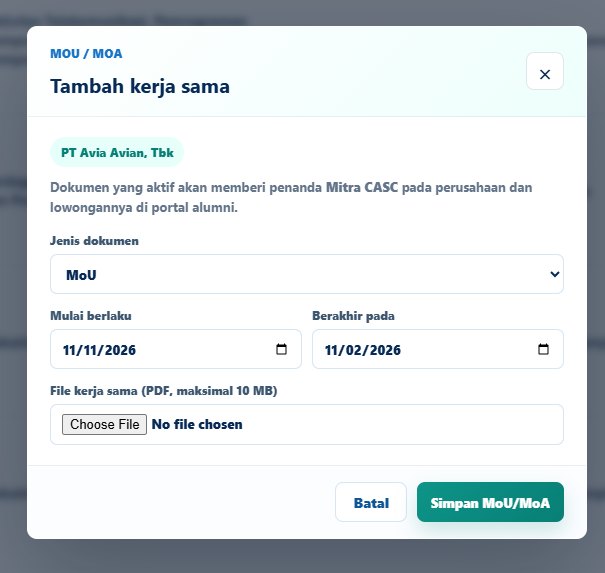 MOU / MOA
Tambah kerja sama
PT Avia Avian, Tbk
Dokumen yang aktif akan memberi penanda Mitra CASC pada perusahaan dan
lowongannya di portal alumni.
Jenis dokumen
MoU
Mulai berlaku
Berakhir pada
11/11/2026
11/02/2026
File kerja sama (PDF, maksimal 10 MB)
Choose File No file chosen
Batal
Simpan MoU/MoA